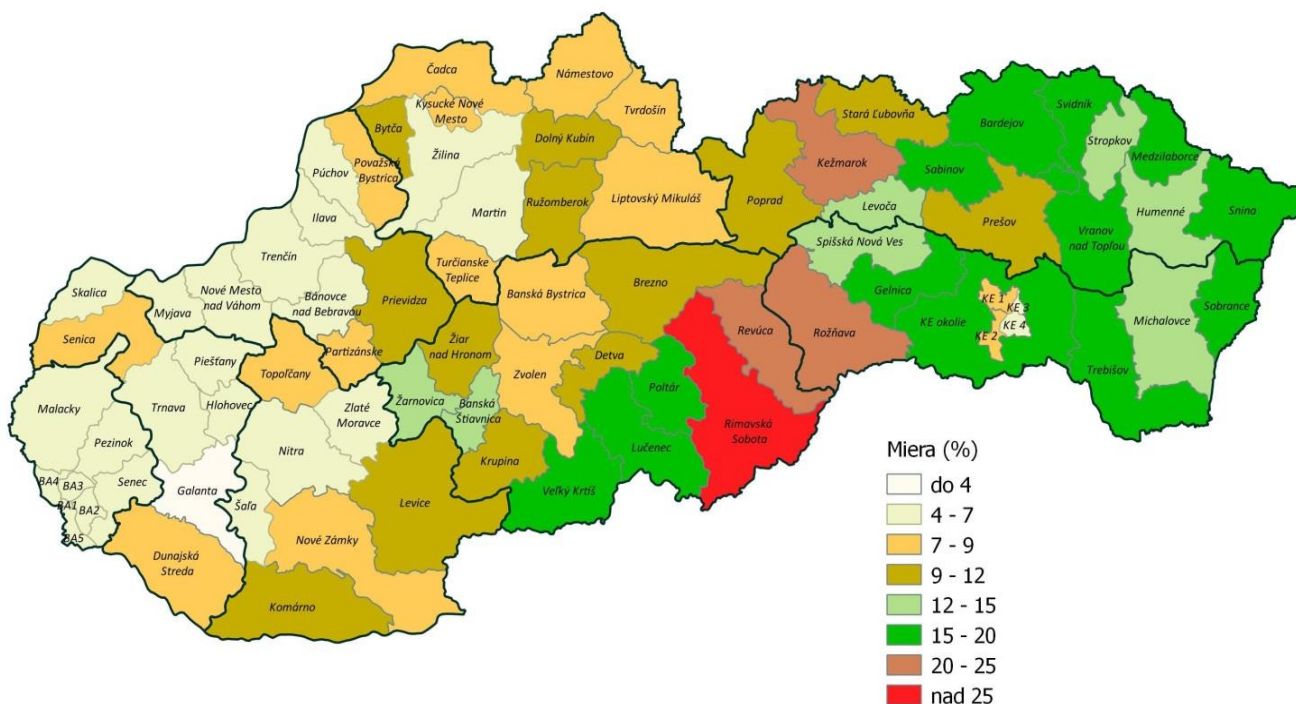 Čadca
Námestovo
Kysucké Nové
Mesto
Tvrdošín
Bytča
Žilina
Dolný Kubín
Stará Ľubovňa
Svidník
Bardejov
Stropkov
Medzilaborce
Považská
Bystrica
Púchov
Kežmarok
Sabinov
Ilava
Martin
Ružomberok
Liptovský Mikuláš
Poprad
Levoča
Prešov
Humenné
Snina
Vranov
nad Topľou
Trenčín
Turčianske
Teplice
Spišská Nová Ves
Skalica
Nové Mesto
nad Váhom
Myjava
Bánovce
nad Bebravou
Prievidza
Banská Bystrica
Brezno
Gelnica
KE 1
KE 3
KE 4
KE 2
KE okolie
Sobrance
Michalovce
Senica
Piešťany
Topoľčany
Partizánske
Žiar
nad Hronom
Detva
Revúca
Rožňava
Trebišov
Zvolen
Poltár
Malacky
Trnava
Hlohovec
Zlaté
Moravce
Žarnovica
Banská
Štiavnica
Rimavská
Sobota
Pezinok
Nitra
Krupina
Lučenec
BA4
BA3
Senec
Galanta
BA1
BA2
BA5
Šaľa
Levice
Veľký Krtíš
Dunajská
Streda
Nové Zámky
Komárno
Miera (%)
do 4
4 - 7
7 - 9
9 - 12
12 - 15
15 - 20
20 - 25
nad 25